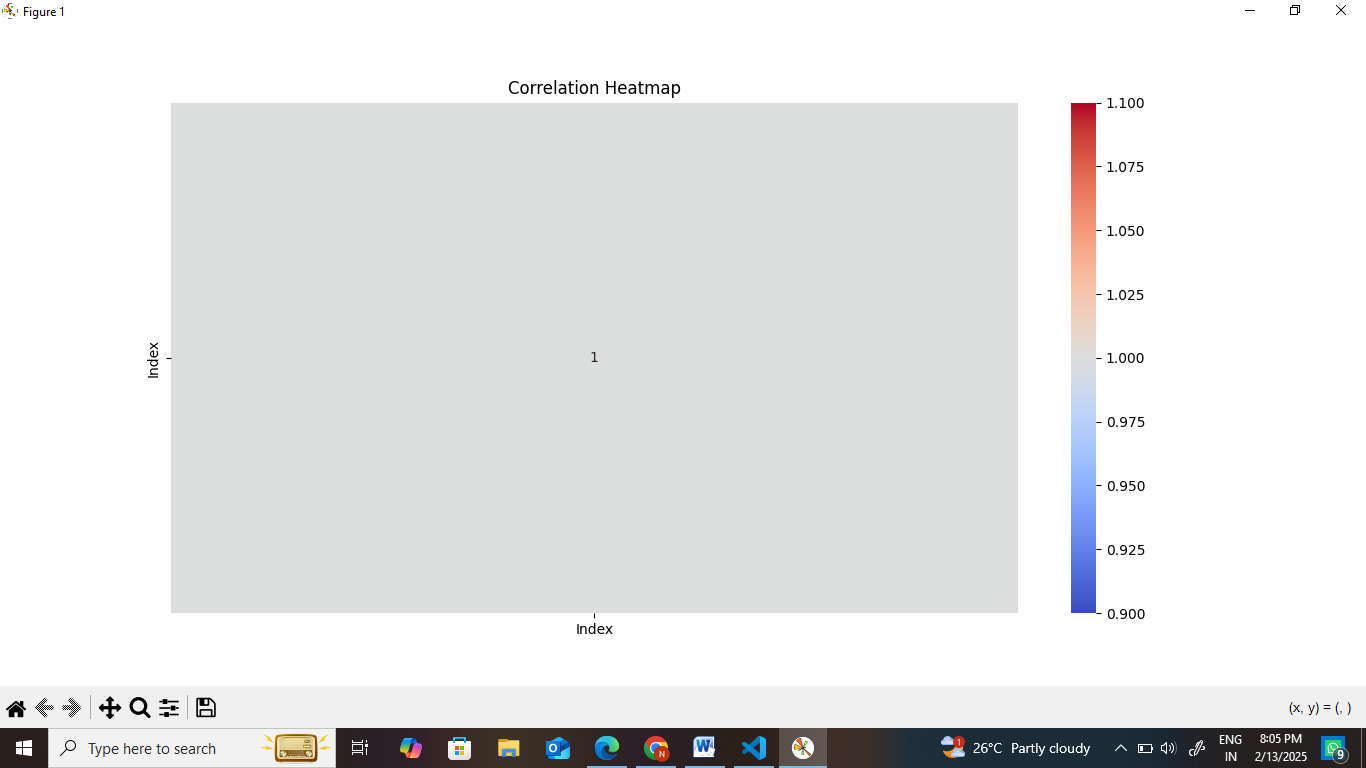 Figure 1
Correlation Heatmap
1.100
1.075
1.050
1.025
1.000
0.975
0.950
0.925
0.900
Index
1
Index
(x, y) = (, )
Type here to search
1
26°C Partly cloudy
ENG
IN
8:05 PM
2/13/2025
9
N